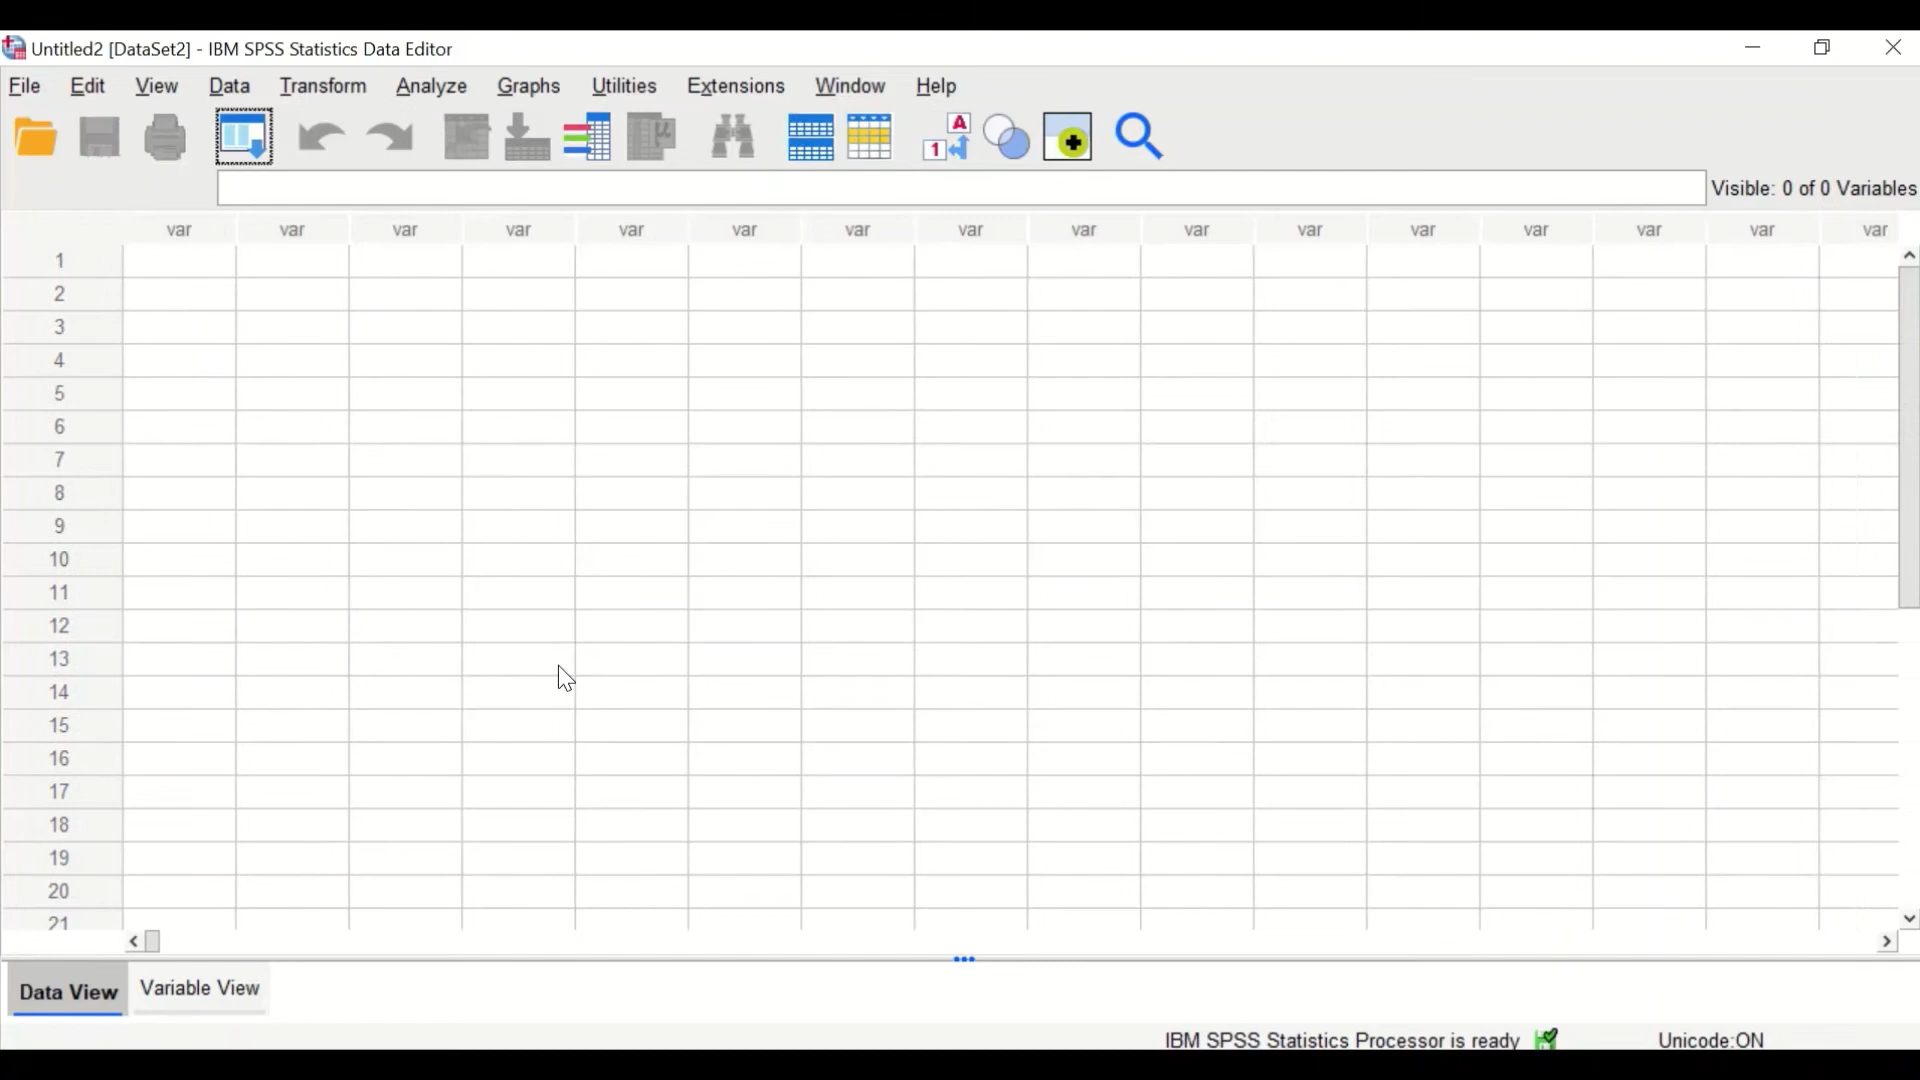 Untitled2 [DataSet2] - IBM SPSS Statistics Data Editor
File Edit View Data Transform Analyze Graphs Utilities Extensions Window Help
A
1
μ
Visible: 0 of 0 Variables
var var var var var var var var var var var var var var var var
1
2
3
4
5
6
7
8
9
10
11
12
13
14
15
16
17
18
19
20
21
Data View Variable View
IBM SPSS Statistics Processor is ready Unicode:ON